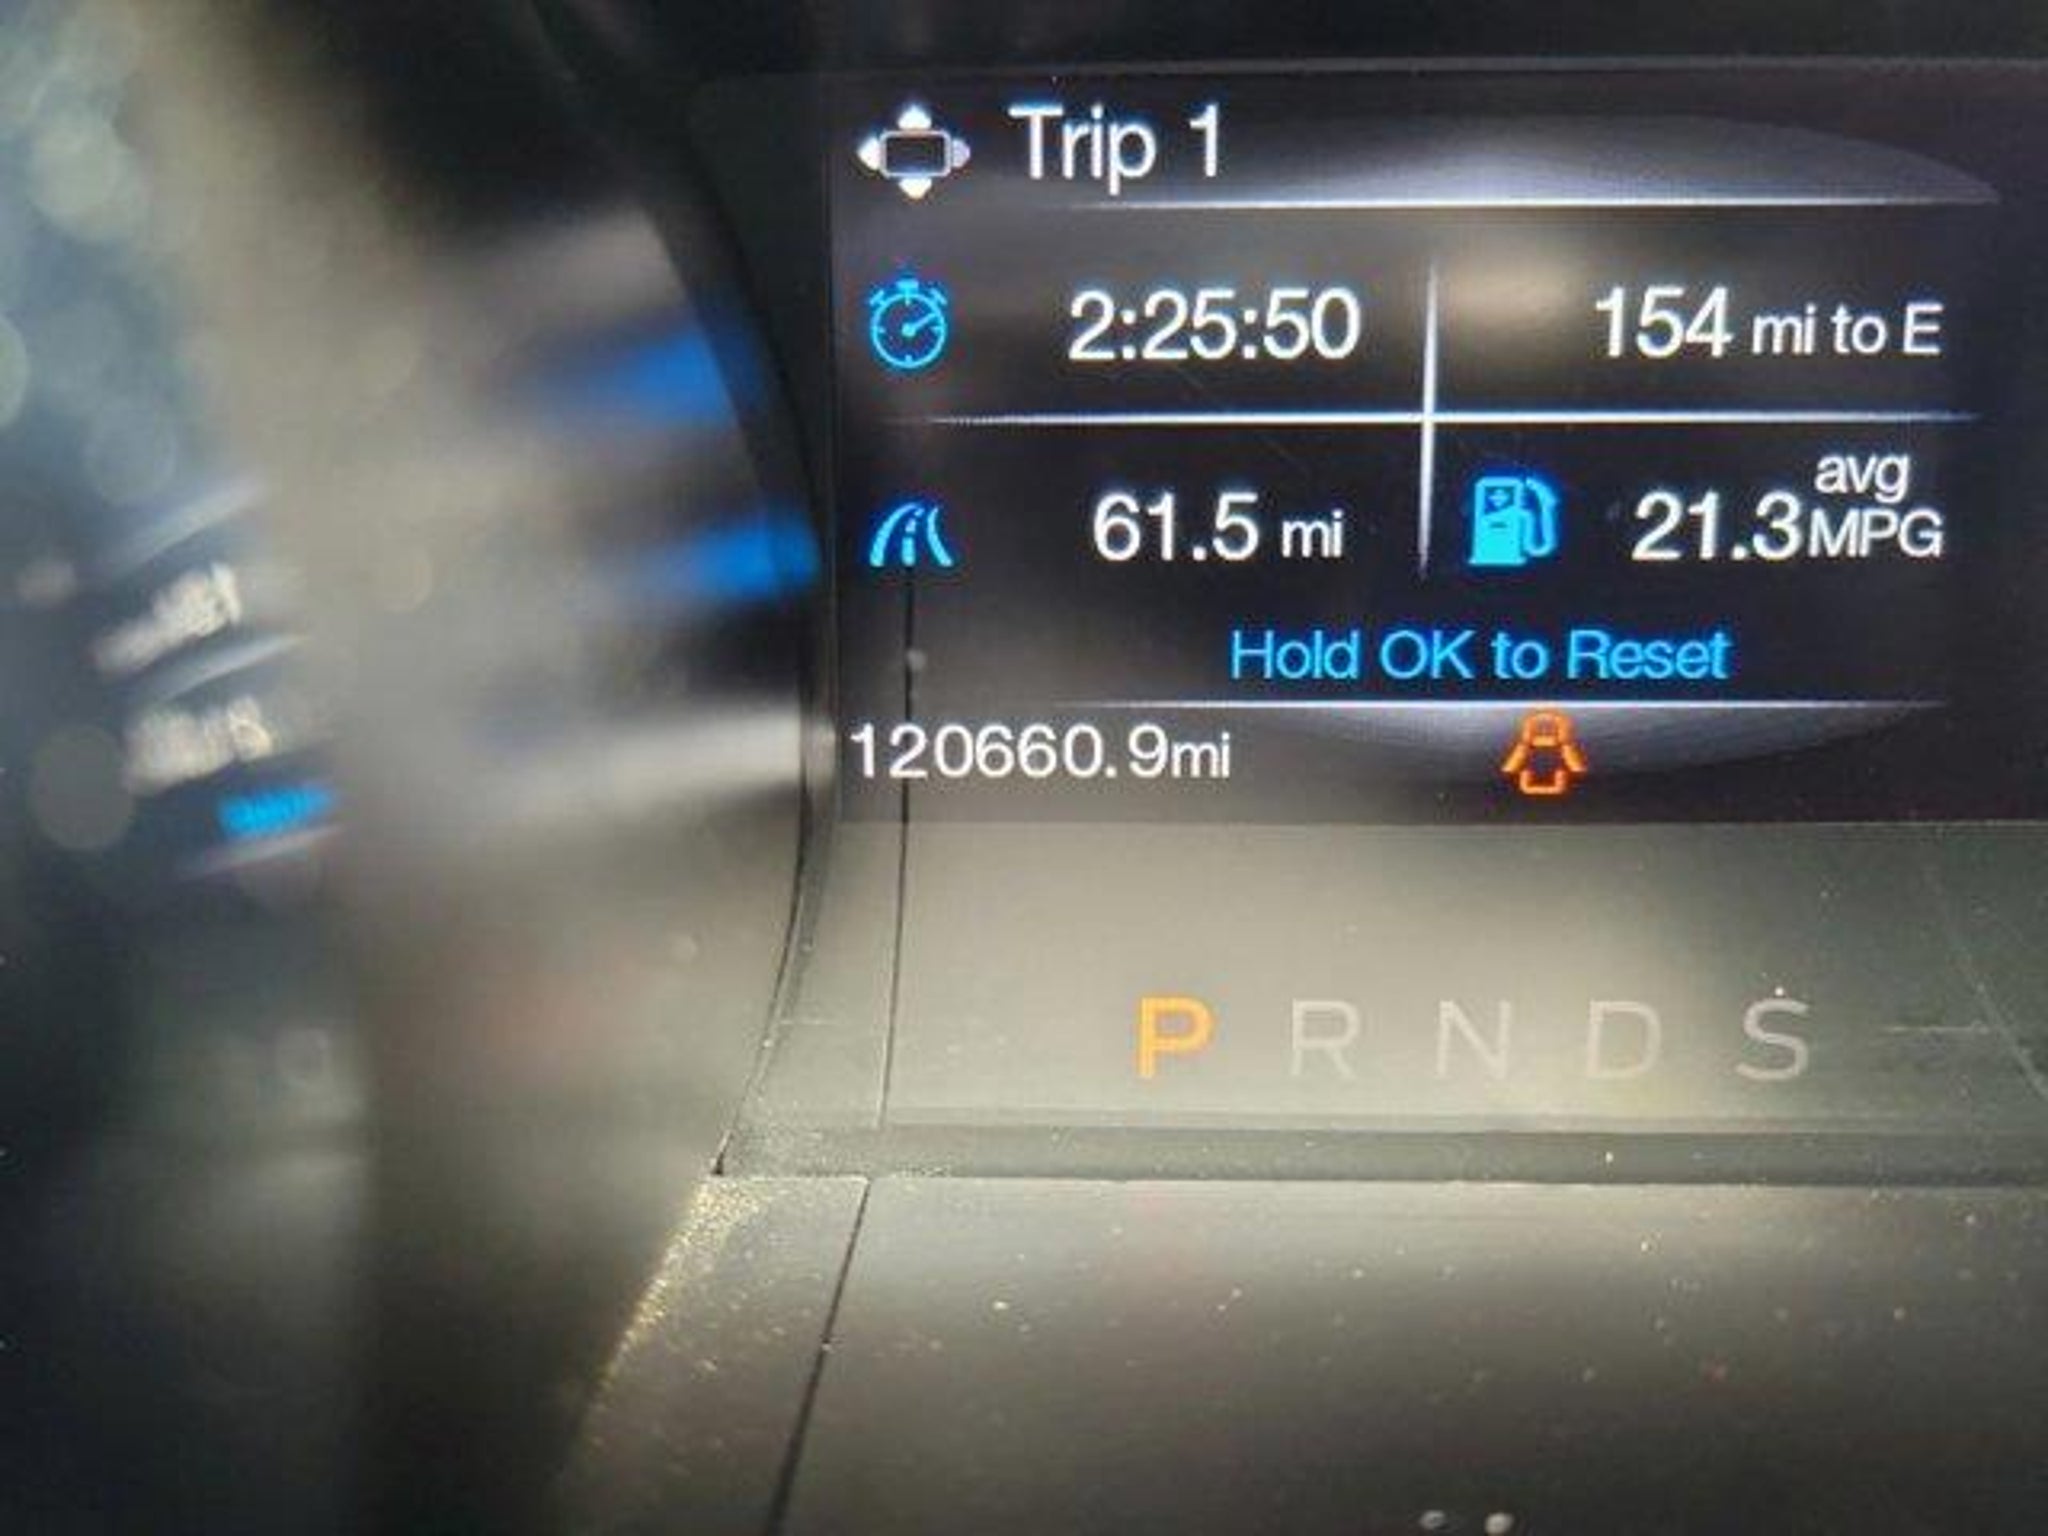 Trip 1
2:25:50
154 mi to E
61.5 mi
21.3 avg MPG
Hold OK to Reset
120660.9mi
P R N D S